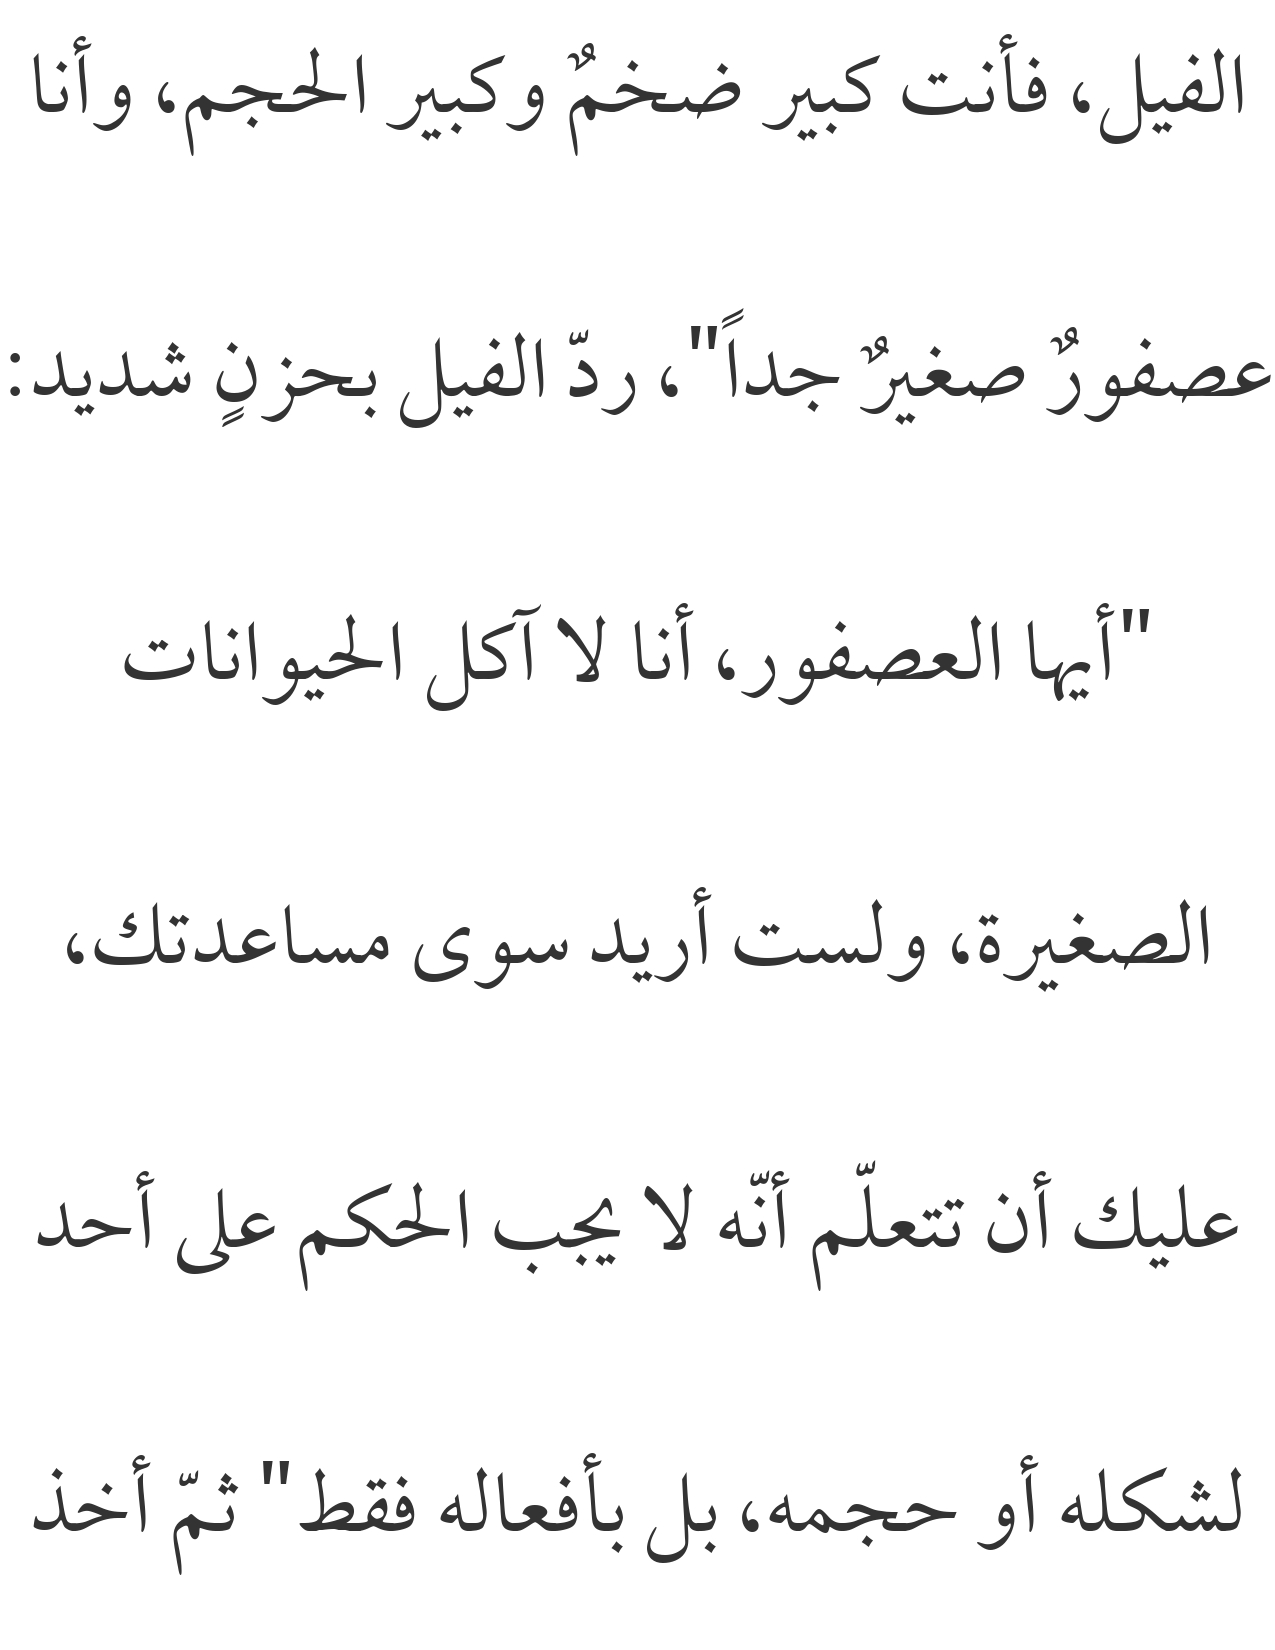 الفيل، فأنت كبير ضخمٌ وكبير الحجم، وأنا
عصفورٌ صغيرٌ جداً"، ردّ الفيل بحزنٍ شديد:
"أيها العصفور، أنا لا آكل الحيوانات
الصغيرة، ولست أريد سوى مساعدتك،
عليك أن تتعلّم أنّه لا يجب الحكم على أحد
لشكله أو حجمه، بل بأفعاله فقط" ثمّ أخذ